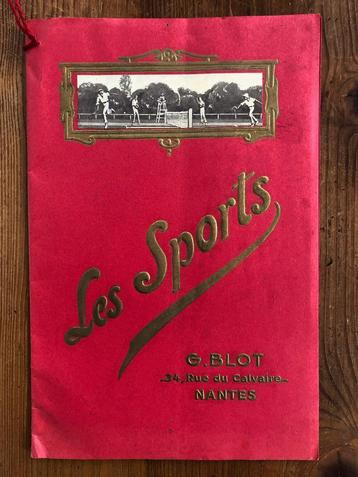 Les Sports
G. BLOT
34, Rue du Calvaire
NANTES